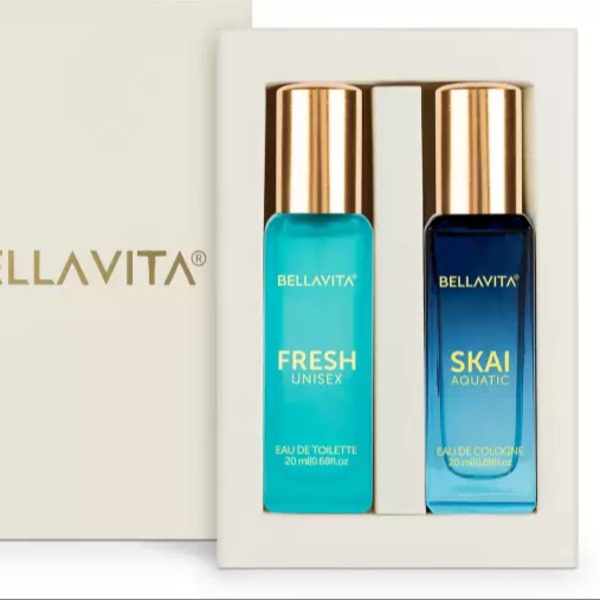 ELLAVITA®
BELLAVITA®
FRESH
UNISEX
EAU DE TOILETTE
20 ml|0.68fl.oz
BELLAVITA®
SKAI
AQUATIC
EAU DE COLOGNE
20 ml|0.68fl.oz